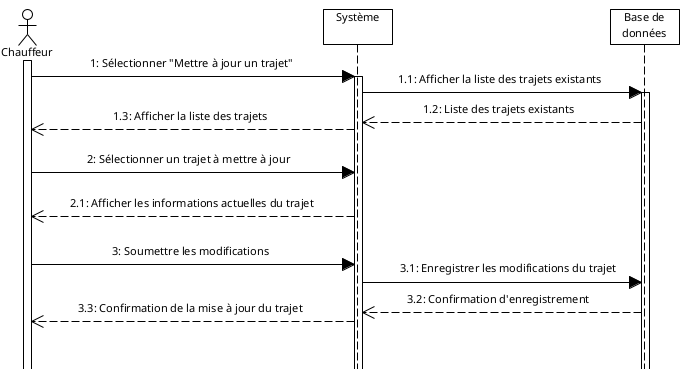 Chauffeur
Système
Base de
données
1: Sélectionner "Mettre à jour un trajet"
1.1: Afficher la liste des trajets existants
1.2: Liste des trajets existants
1.3: Afficher la liste des trajets
2: Sélectionner un trajet à mettre à jour
2.1: Afficher les informations actuelles du trajet
3: Soumettre les modifications
3.1: Enregistrer les modifications du trajet
3.2: Confirmation d'enregistrement
3.3: Confirmation de la mise à jour du trajet